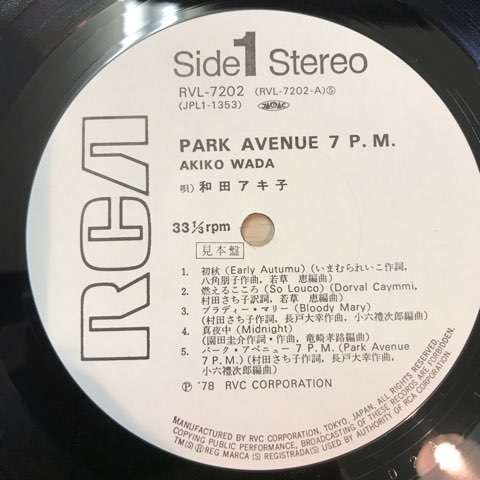 RCA
Side 1 Stereo
RVL-7202 (RVL-7202-A)Ⓢ
(JPL1-1353)
PARK AVENUE 7 P.M.
AKIKO WADA
唄）和田アキ子
33⅓rpm
見本盤
1. 初秋 (Early Autumu) (いまむられいこ作詞,
八角朋子作曲, 若草 恵編曲)
2. 燃えるこころ (So Louco) (Dorval Caymmi,
村田さち子訳詞, 若草 恵編曲)
3. ブラディー・マリー (Bloody Mary)
(村田さち子作詞, 長戸大幸作曲, 小六禮次郎編曲)
4. 真夜中 (Midnight)
(園田圭介作詞・作曲, 竜崎孝路編曲)
5. パーク・アベニュー 7 P.M. (Park Avenue
7 P.M.) (村田さち子作詞, 長戸大幸作曲,
小六禮次郎編曲)
Ⓟ '78 RVC CORPORATION
MANUFACTURED BY RVC CORPORATION, TOKYO, JAPAN. ALL RIGHTS RESERVED.
COPYING PUBLIC PERFORMANCE, BROADCASTING OF THESE RECORDS ARE FORBIDDEN.
TM(S)®REG MARCA(S) REGISTRADA(S) USED BY AUTHORITY OF RCA CORPORATION.